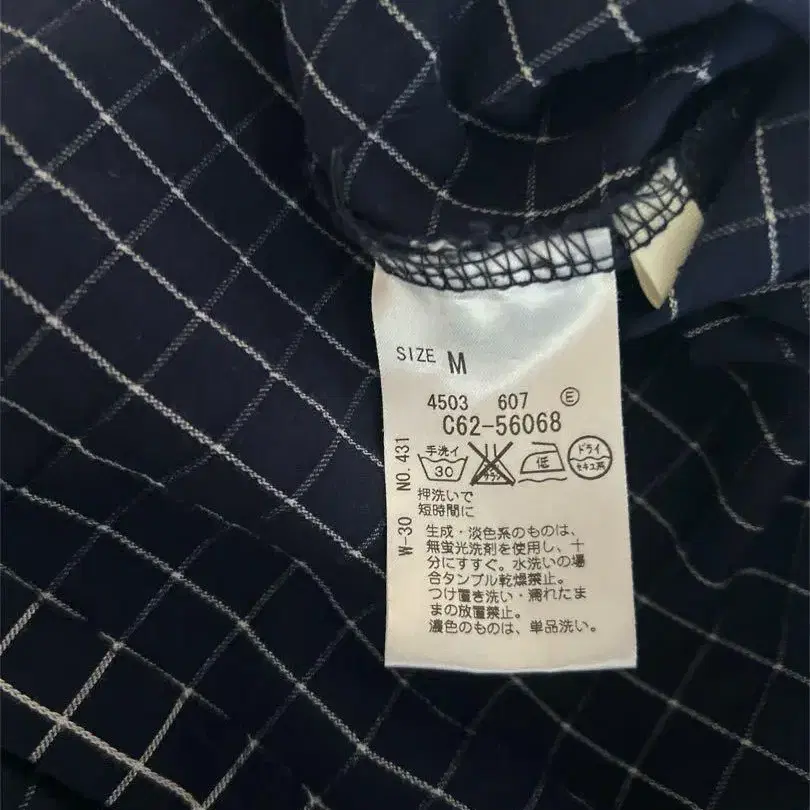 SIZE M
4503 607 Ⓔ
C62-56068
手洗イ
30
サラシ
低
ドライ
セキユ系
W-30 NO.431
押洗いで
短時間に
生成・淡色系のものは、
無蛍光洗剤を使用し、十
分にすすぐ。水洗いの場
合タンブル乾燥禁止。
つけ置き洗い・濡れたま
まの放置禁止。
濃色のものは、単品洗い。